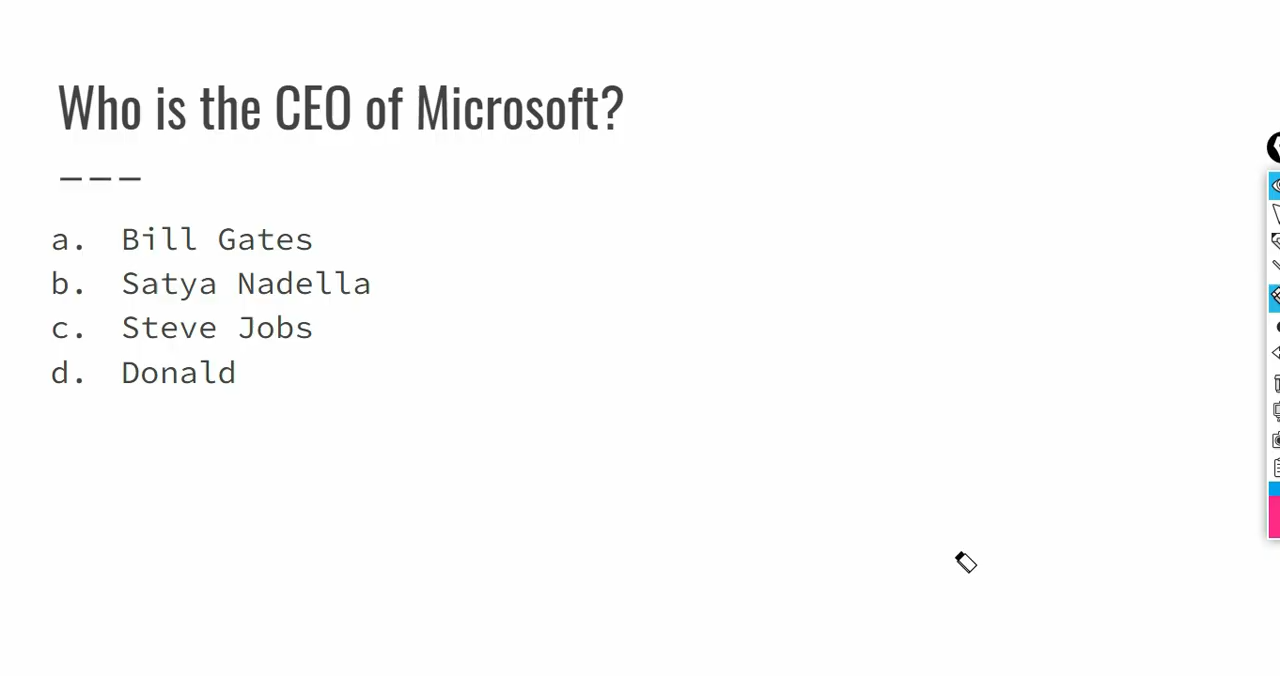 Who is the CEO of Microsoft?
a. Bill Gates
b. Satya Nadella
c. Steve Jobs
d. Donald